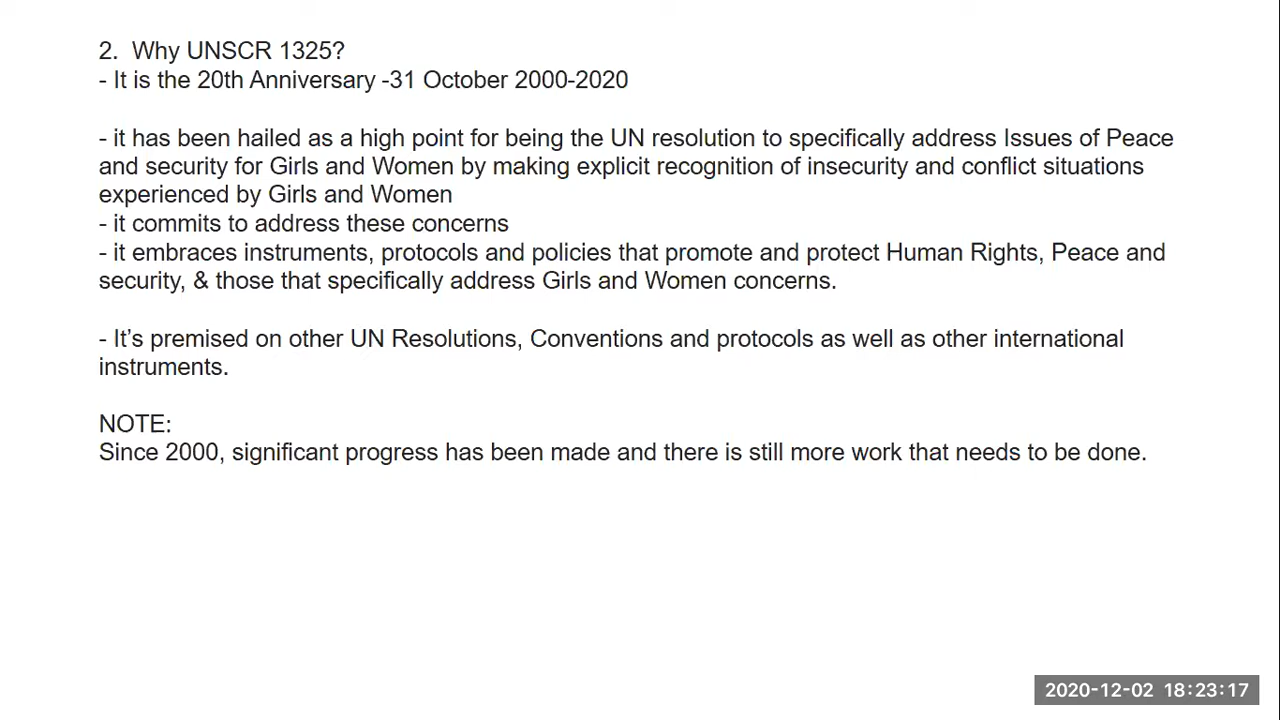 2.  Why UNSCR 1325?
- It is the 20th Anniversary -31 October 2000-2020
- it has been hailed as a high point for being the UN resolution to specifically address Issues of Peace
and security for Girls and Women by making explicit recognition of insecurity and conflict situations
experienced by Girls and Women
- it commits to address these concerns
- it embraces instruments, protocols and policies that promote and protect Human Rights, Peace and
security, & those that specifically address Girls and Women concerns.
- It’s premised on other UN Resolutions, Conventions and protocols as well as other international
instruments.
NOTE:
Since 2000, significant progress has been made and there is still more work that needs to be done.
2020-12-02 18:23:17